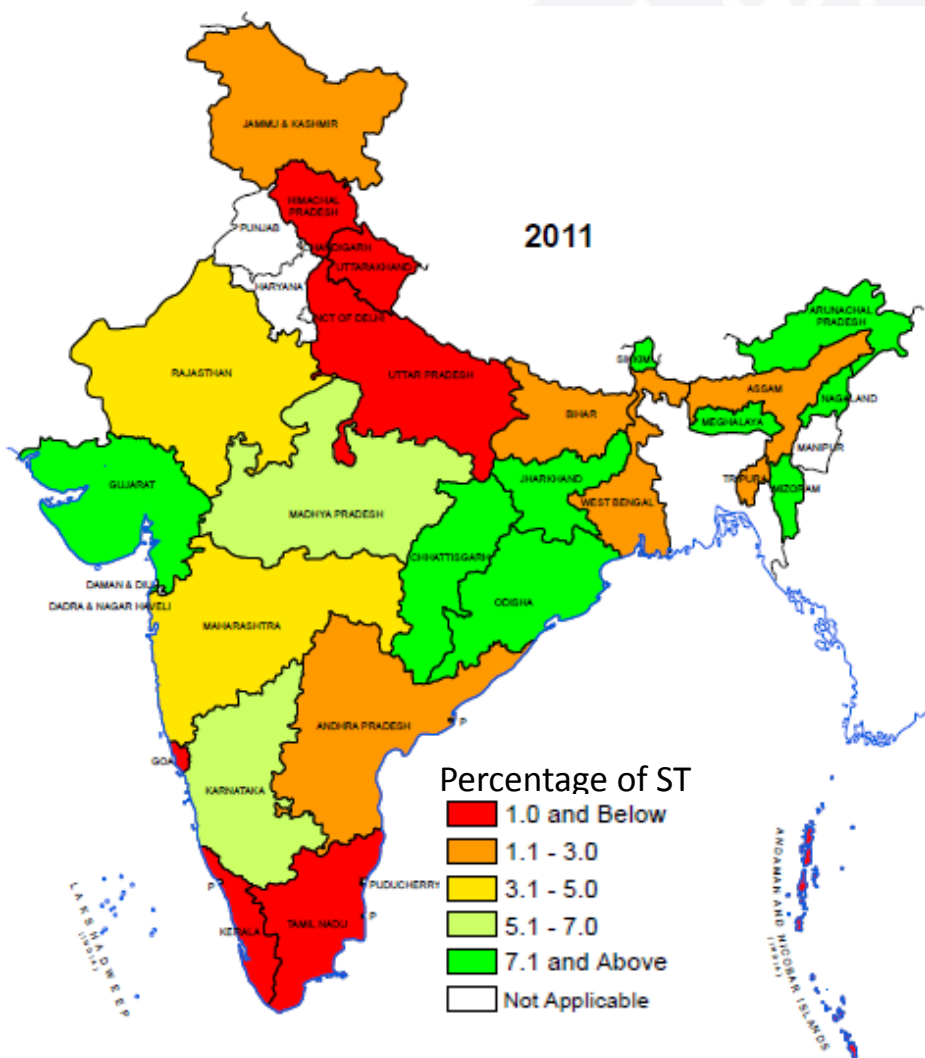 JAMMU & KASHMIR
HIMACHAL
PRADESH
PUNJAB
2011
CHANDIGARH
UTTARAKHAND
HARYANA
NCT OF DELHI
ARUNACHAL
PRADESH
SIKKIM
RAJASTHAN
UTTAR PRADESH
ASSAM
NAGALAND
BIHAR
MEGHALAYA
MANIPUR
GUJARAT
JHARKHAND
TRIPURA
MIZORAM
WEST BENGAL
MADHYA PRADESH
CHHATTISGARH
DAMAN & DIU
ODISHA
DADRA & NAGAR HAVELI
MAHARASHTRA
ANDHRA PRADESH
P
GOA
KARNATAKA
Percentage of ST
1.0 and Below
1.1 - 3.0
3.1 - 5.0
5.1 - 7.0
7.1 and Above
Not Applicable
P
PUDUCHERRY
P
KERALA
TAMIL NADU
LAKSHADWEEP
(INDIA)
ANDAMAN AND NICOBAR ISLANDS
(INDIA)